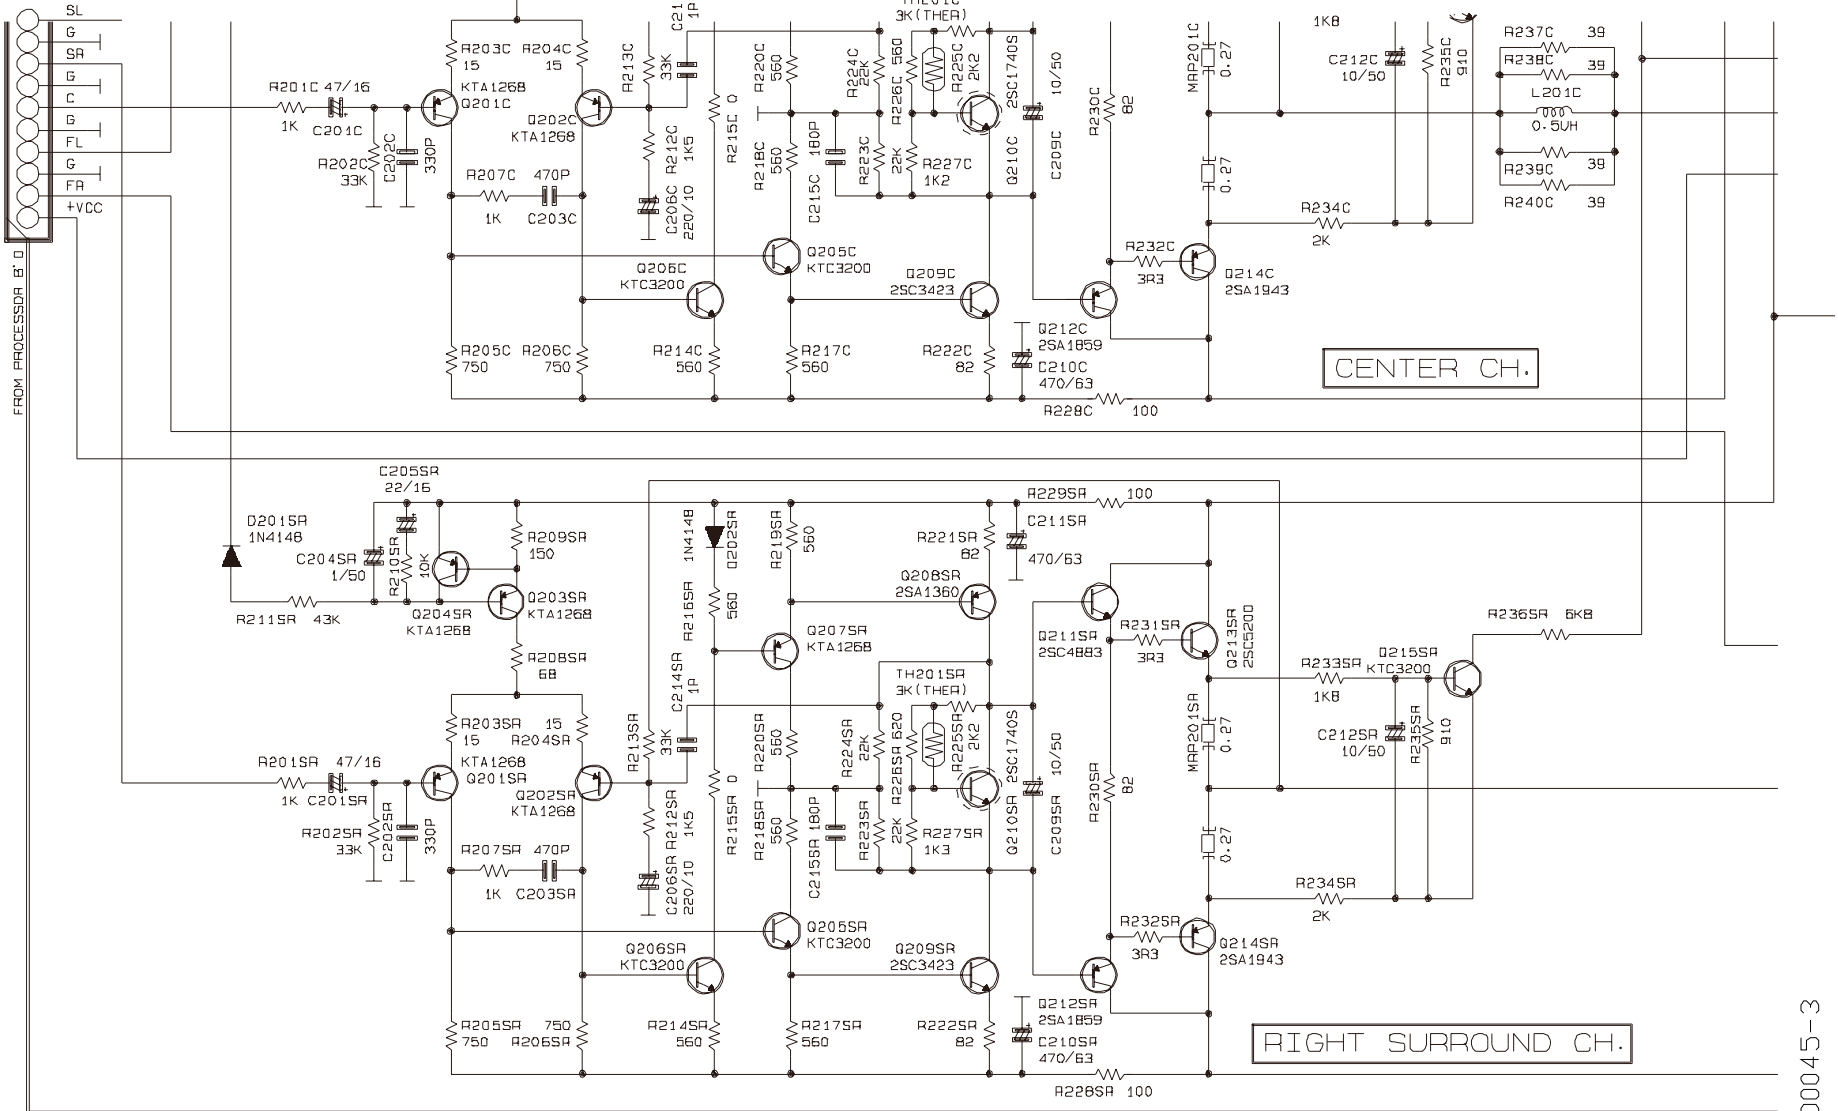 SL
G
SR
G
C
G
FL
G
FR
+VCC
FROM PROCESSOR B'D
R201C 47/16
1K C201C
R202C
33K
C202C
330P
R203C
15
KTA1268
Q201C
R204C
15
Q202C
KTA1268
R207C 470P
1K C203C
R205C
750
R206C
750
R213C
33K
C21
1P
R212C
1K5
C206C
220/10
R215C 0
Q206C
KTC3200
R214C
560
R220C
560
R218C
560
C215C 180P
Q205C
KTC3200
R217C
560
R224C
22K
R223C
22K
R226C 560
R227C
1K2
3K(THER)
R225C
2K2
2SC1740S
Q210C
10/50
C209C
Q209C
2SC3423
R222C
82
Q212C
2SA1859
C210C
470/63
R228C 100
R230C
82
R232C
3R3
Q214C
2SA1943
MRP201C
0.27
0.27
1K8
C212C
10/50
R235C
910
R234C
2K
R237C 39
R238C
39
L201C
0.5UH
39
R239C
R240C 39
CENTER CH.
D201SR
1N4148
C205SR
22/16
C204SR
1/50
R210SR
10K
R211SR 43K
Q204SR
KTA1268
R209SR
150
Q203SR
KTA1268
R208SR
68
R203SR
15
15
R204SR
KTA1268
Q201SR
Q202SR
KTA1268
R201SR 47/16
1K C201SR
R202SR
33K
C202SR
330P
R207SR 470P
1K C203SR
R205SR
750
750
R206SR
1N4148
D202SR
R216SR
560
R219SR
560
Q207SR
KTA1268
C214SR
1P
R213SR
33K
R212SR
1K5
C206SR
220/10
R215SR 0
Q206SR
KTC3200
R214SR
560
R220SR
560
R218SR
560
C215SR 180P
Q205SR
KTC3200
R217SR
560
R221SR
82
Q208SR
2SA1360
TH201SR
3K(THER)
R224SR
22K
R223SR
22K
R226SR 620
R227SR
1K3
R225SR
2K2
2SC1740S
Q210SR
10/50
C209SR
Q209SR
2SC3423
R222SR
82
R229SR 100
C211SR
470/63
Q211SR
2SC4883
R231SR
3R3
Q213SR
2SC5200
R230SR
82
MRP201SR
0.27
0.27
R232SR
3R3
Q214SR
2SA1943
Q212SR
2SA1859
C210SR
470/63
R228SR 100
R233SR
1K8
C212SR
10/50
R235SR
910
Q215SR
KTC3200
R236SR 6K8
R234SR
2K
RIGHT SURROUND CH.
00045-3